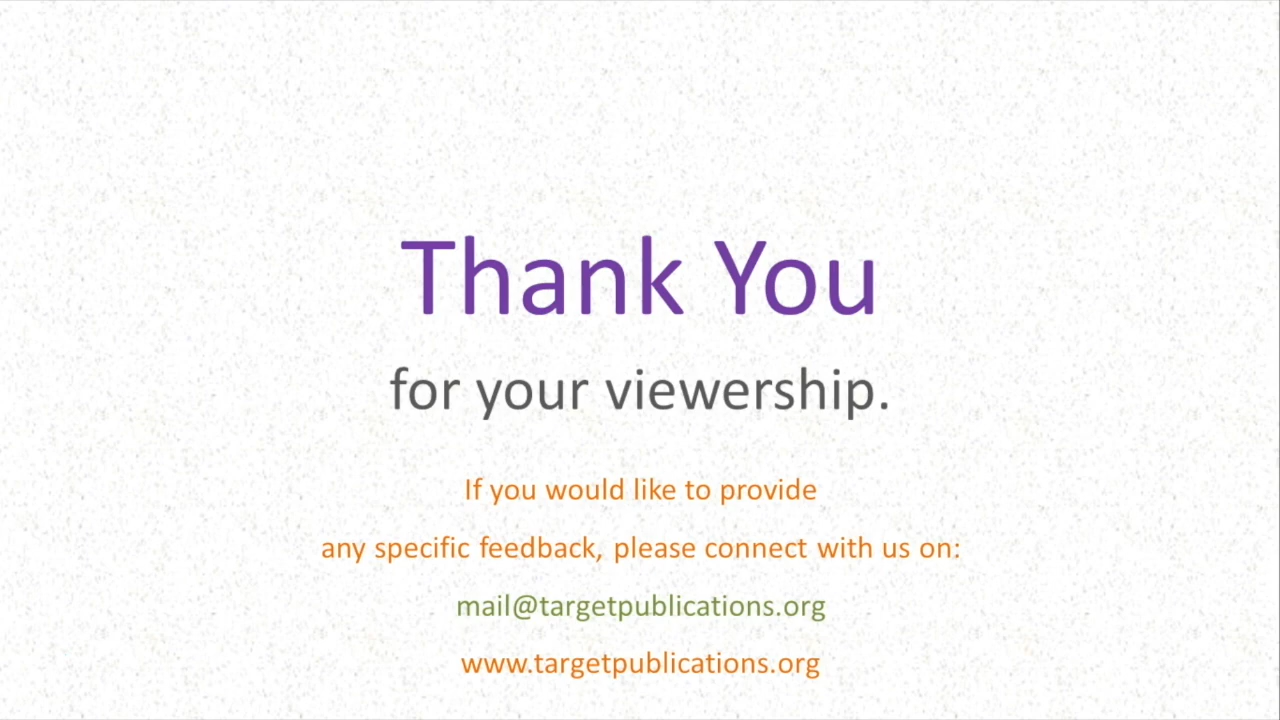 Thank You
for your viewership.
If you would like to provide
any specific feedback, please connect with us on:
mail@targetpublications.org
www.targetpublications.org